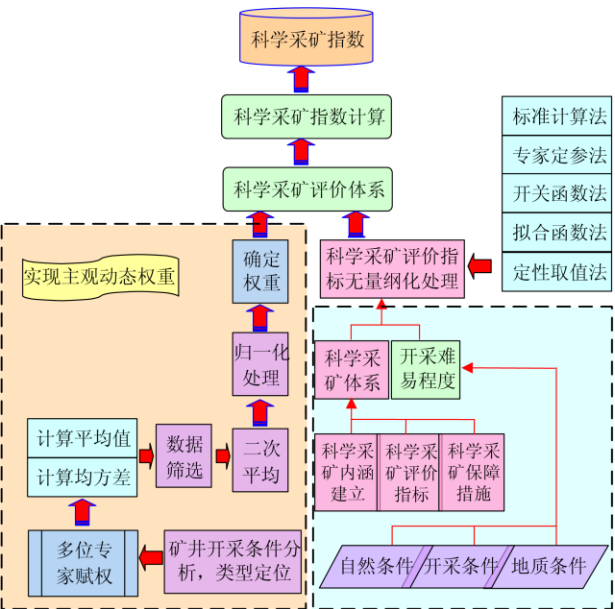 科学采矿指数
科学采矿指数计算
科学采矿评价体系
标准计算法
专家定参法
开关函数法
拟合函数法
定性取值法
实现主观动态权重
确定
权重
科学采矿评价指
标无量纲化处理
归一化
处理
科学采
矿体系
开采难
易程度
计算平均值
计算均方差
数据
筛选
二次
平均
科学采
矿内涵
建立
科学采
矿评价
指标
科学采
矿保障
措施
多位专
家赋权
矿井开采条件分
析，类型定位
自然条件
开采条件
地质条件